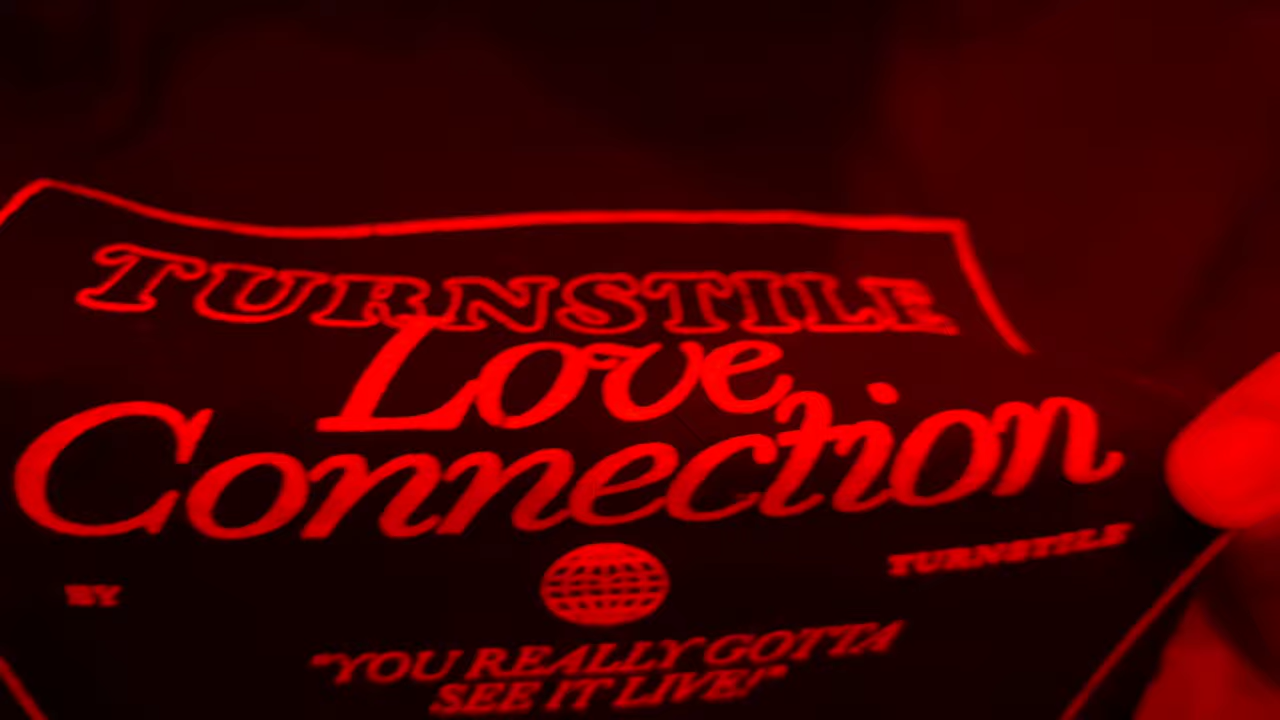 TURNSTILE
Love
Connection
BY
TURNSTILE
"YOU REALLY GOTTA
SEE IT LIVE!"